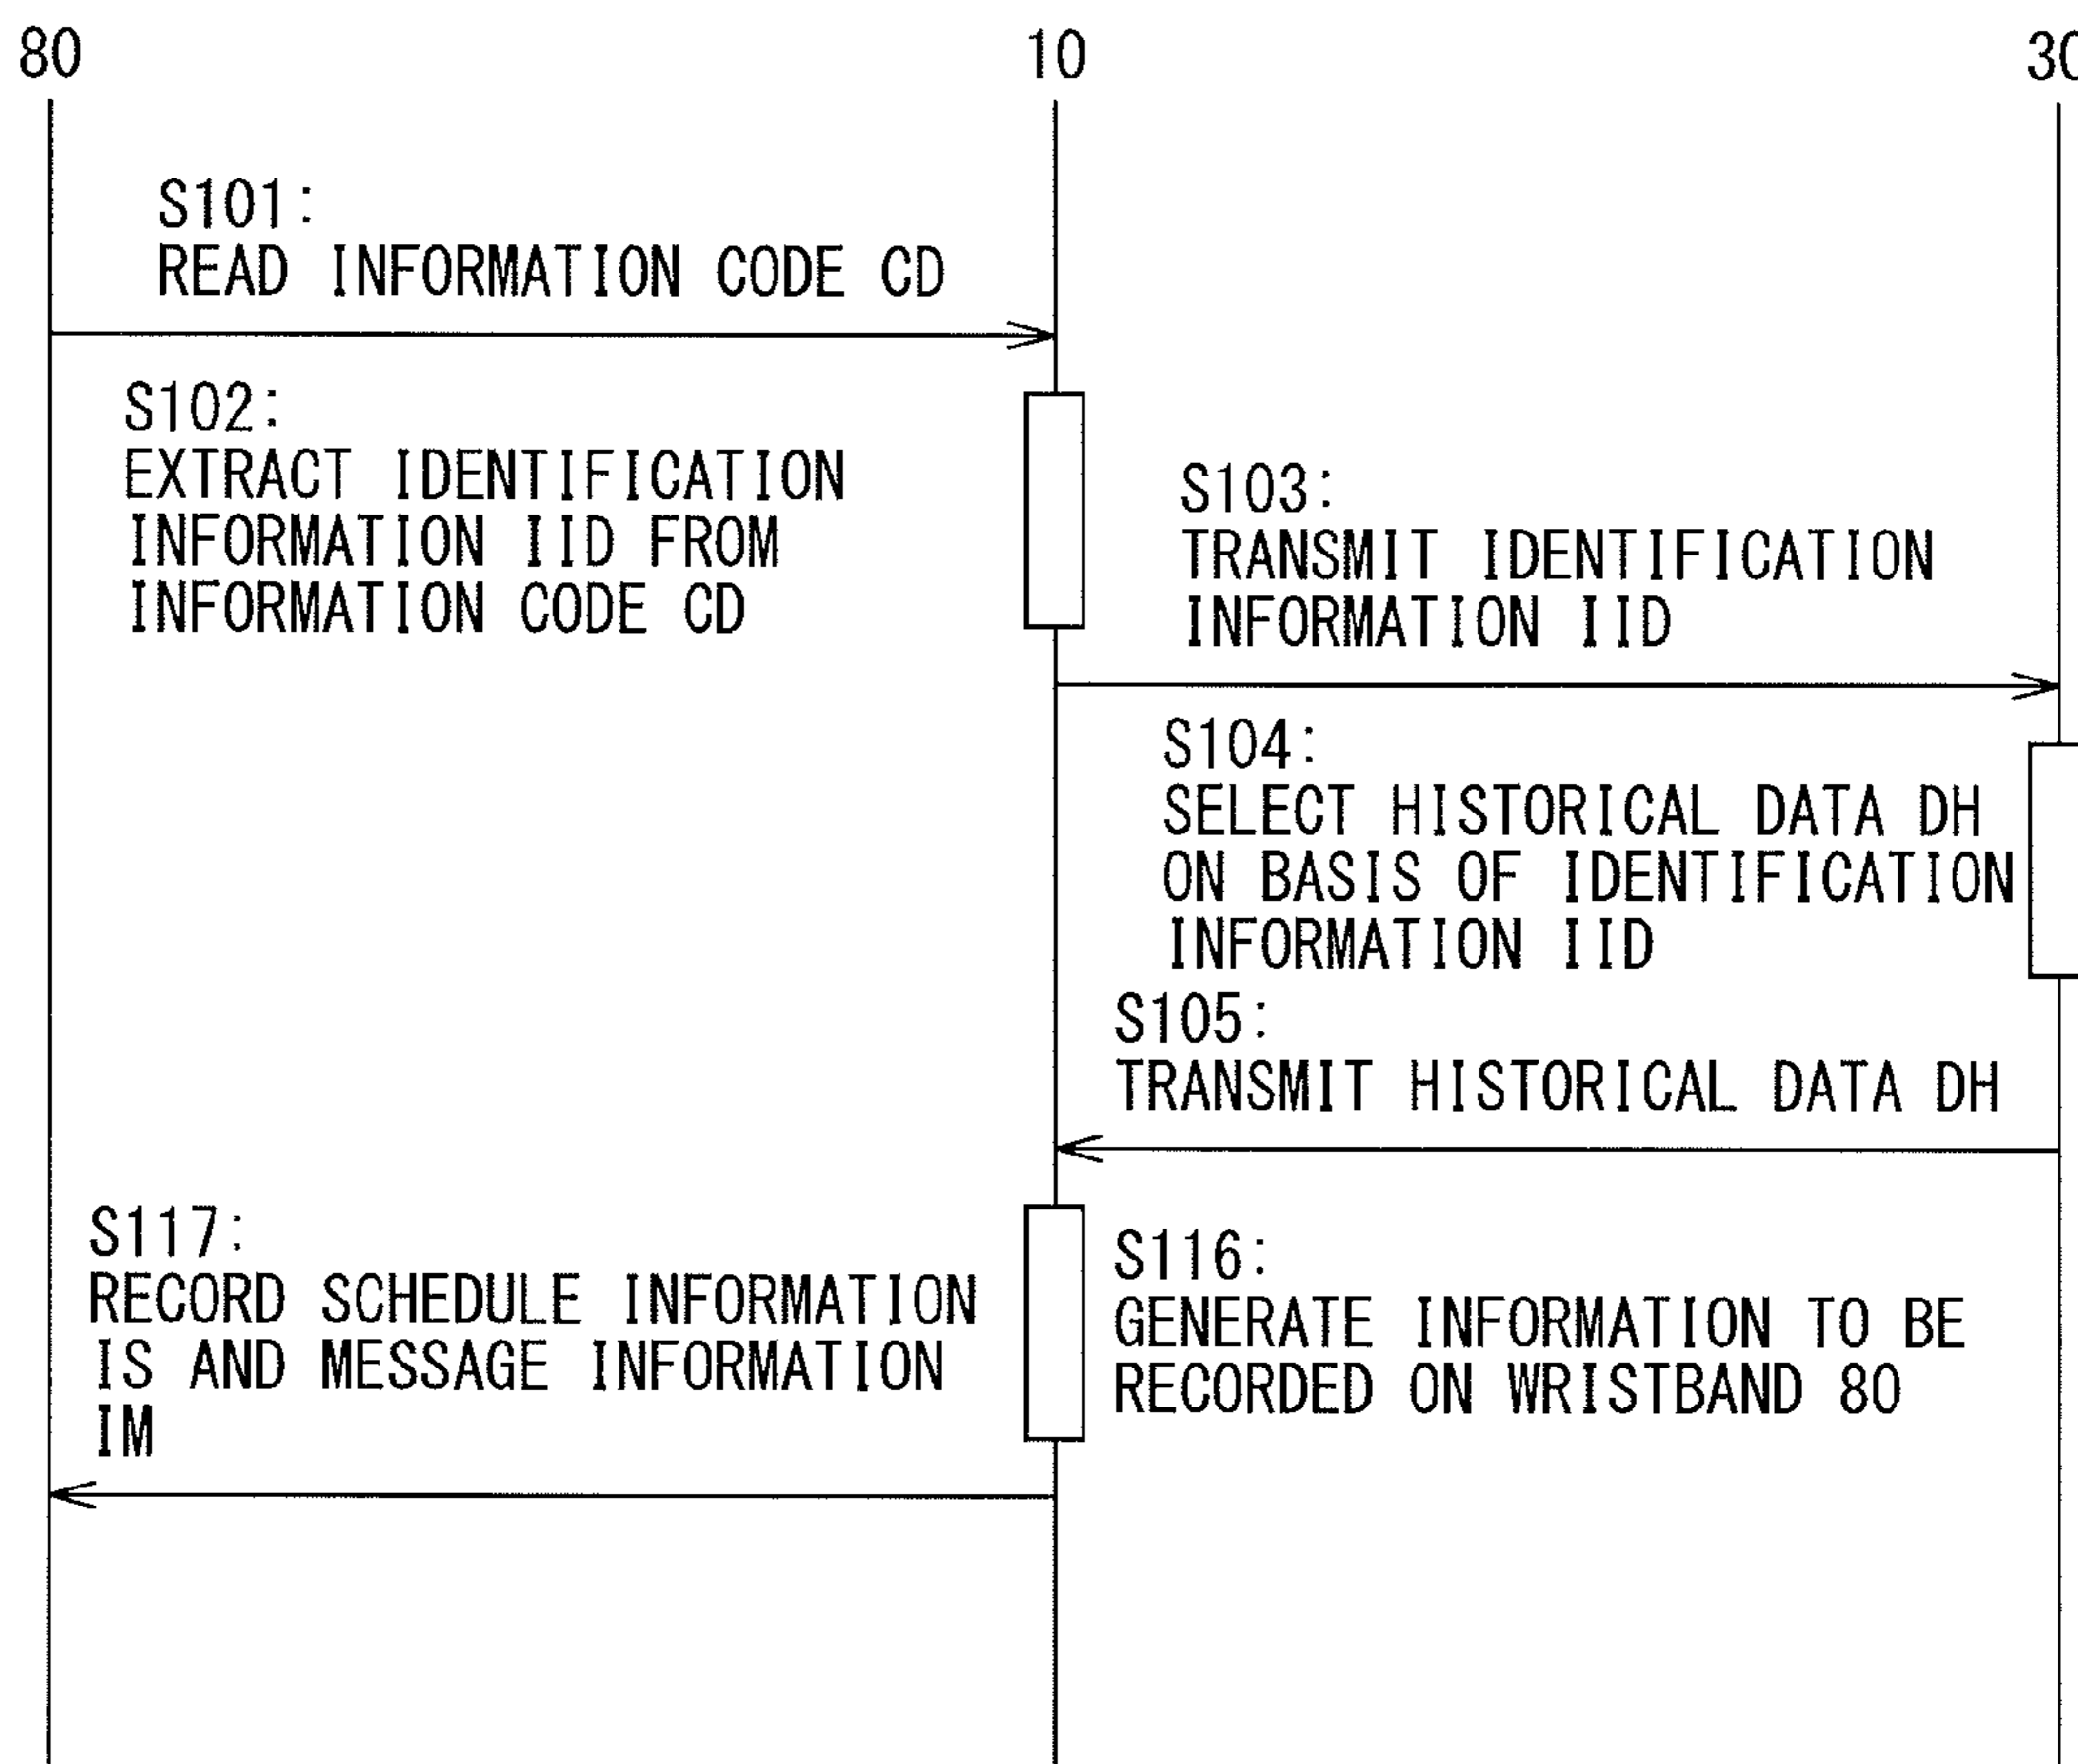 80
10
30
S101:
READ INFORMATION CODE CD
S102:
EXTRACT IDENTIFICATION
INFORMATION IID FROM
INFORMATION CODE CD
S103:
TRANSMIT IDENTIFICATION
INFORMATION IID
S104:
SELECT HISTORICAL DATA DH
ON BASIS OF IDENTIFICATION
INFORMATION IID
S105:
TRANSMIT HISTORICAL DATA DH
S117:
RECORD SCHEDULE INFORMATION
IS AND MESSAGE INFORMATION
IM
S116:
GENERATE INFORMATION TO BE
RECORDED ON WRISTBAND 80